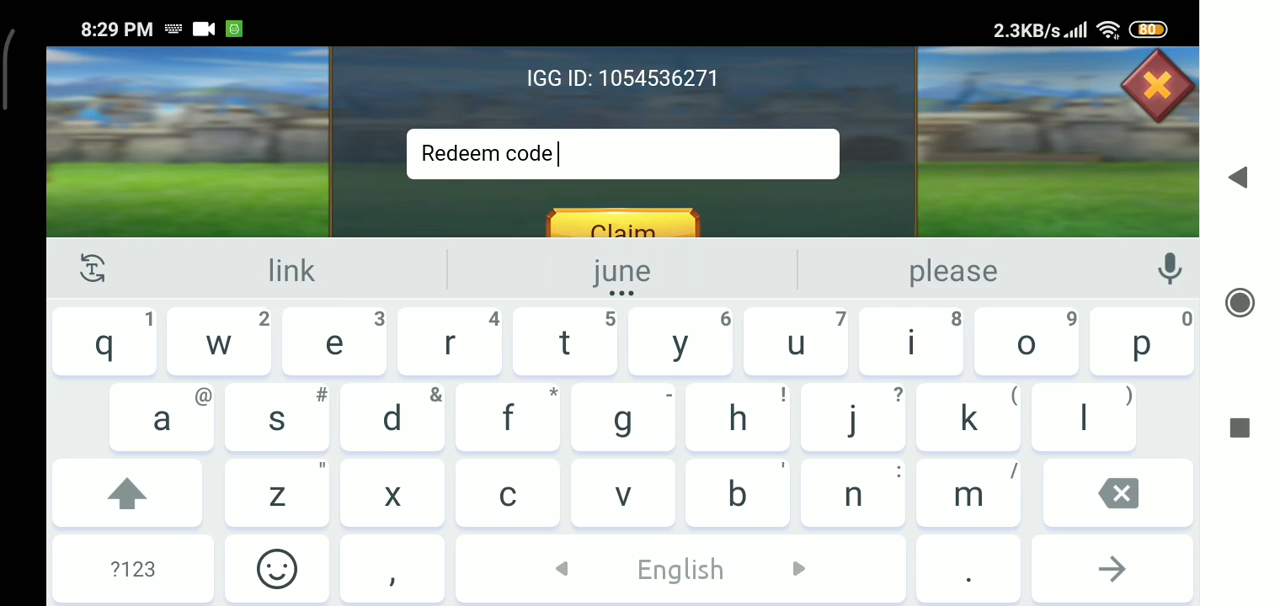 8:29 PM 2.3KB/s 80
IGG ID: 1054536271
Redeem code
Claim
link june please
1 2 3 4 5 6 7 8 9 0
q w e r t y u i o p
@ # & * - ! ? ( )
a s d f g h j k l
" ' : /
z x c v b n m
?123 , English .